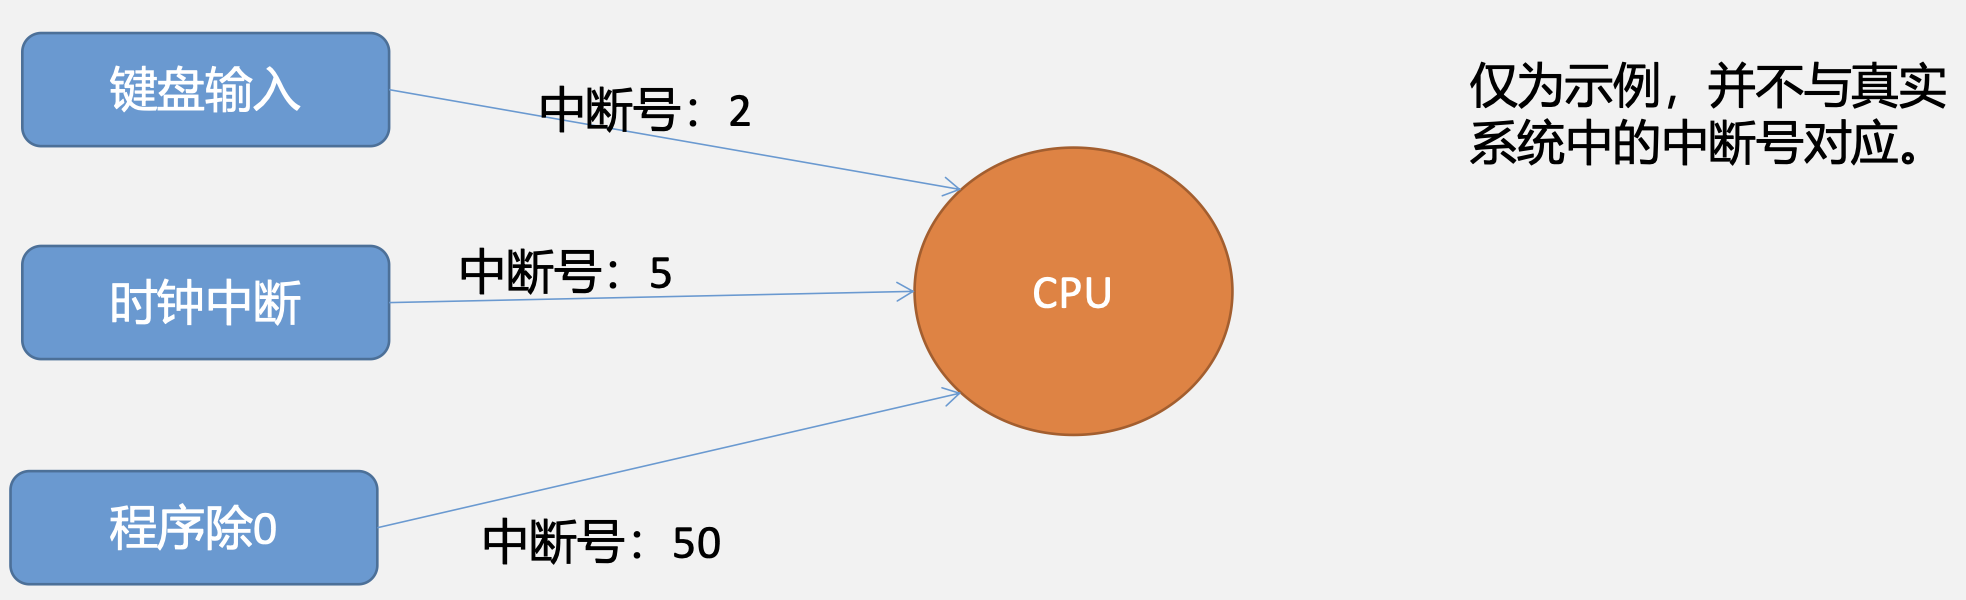 键盘输入
中断号：2
仅为示例，并不与真实
系统中的中断号对应。
时钟中断
中断号：5
CPU
程序除0
中断号：50